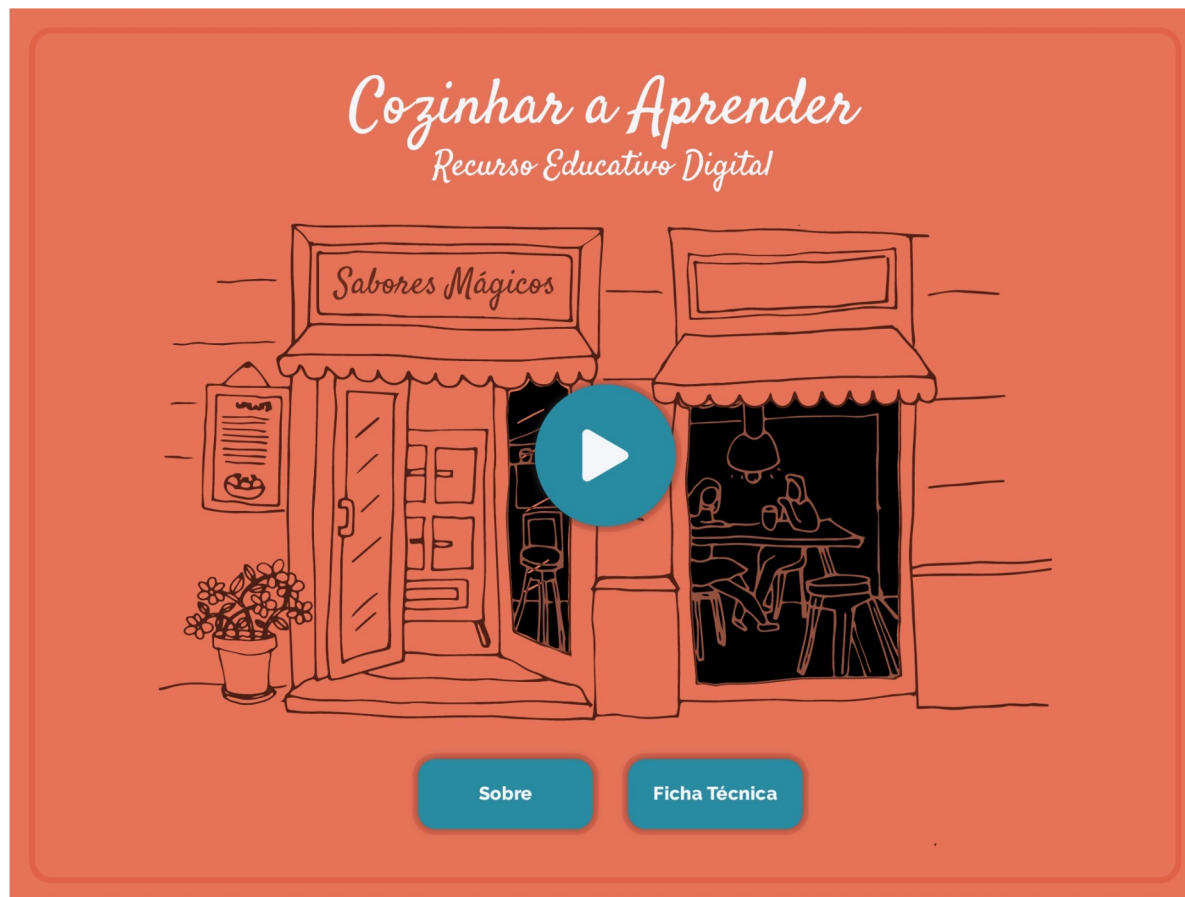 Cozinhar a Aprender
Recurso Educativo Digital
Sabores Mágicos
Sobre
Ficha Técnica